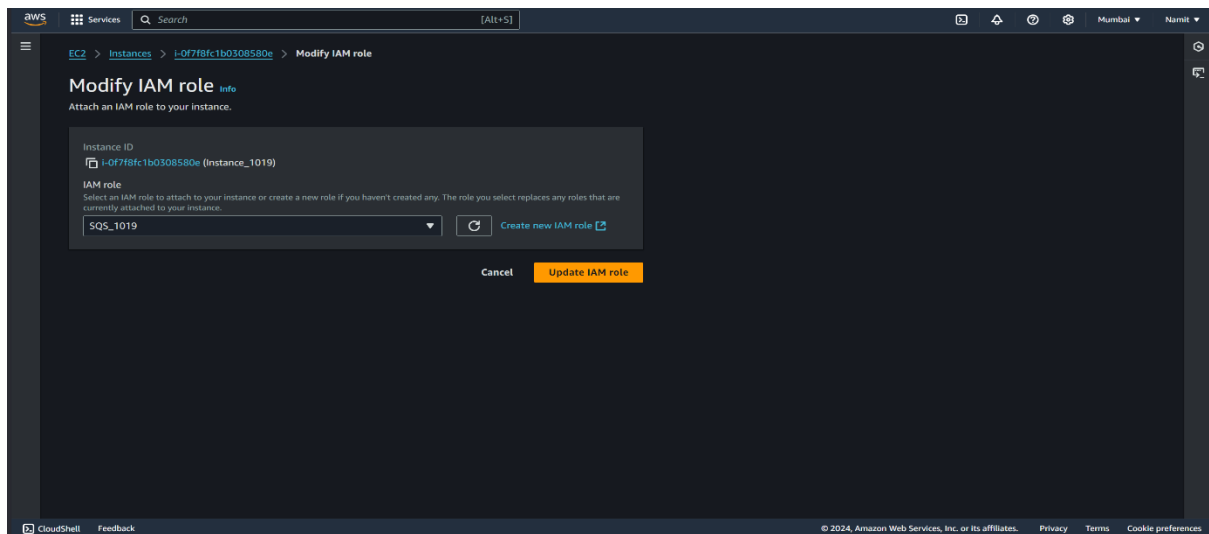 aws Services Search [Alt+S] Mumbai Namit
EC2 > Instances > i-0f7f8fc1b0308580e > Modify IAM role
Modify IAM role Info
Attach an IAM role to your instance.
Instance ID
i-0f7f8fc1b0308580e (Instance_1019)
IAM role
Select an IAM role to attach to your instance or create a new role if you haven't created any. The role you select replaces any roles that are
currently attached to your instance.
SQS_1019 Create new IAM role
Cancel Update IAM role
CloudShell Feedback © 2024, Amazon Web Services, Inc. or its affiliates. Privacy Terms Cookie preferences